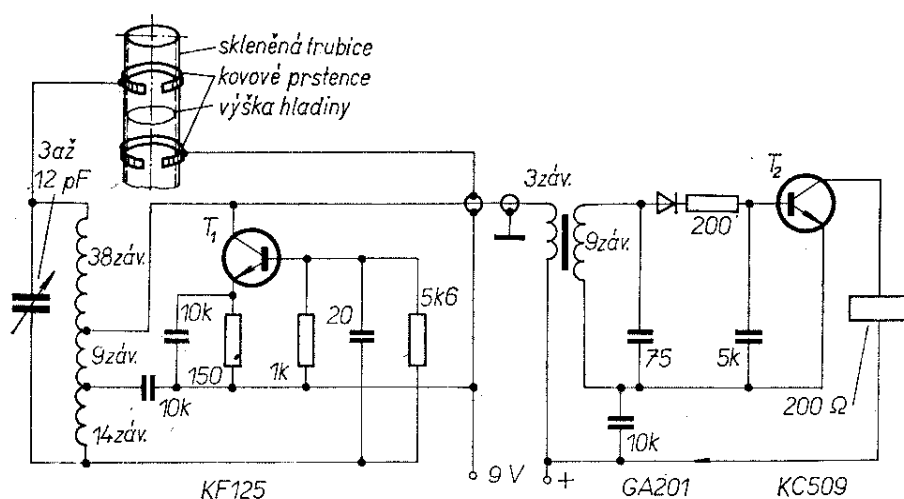 skleněná trubice
kovové prstence
výška hladiny
3až
12 pF
38záv.
9záv.
14záv.
T1
10k
150
10k
1k
20
5k6
3záv.
9záv.
200
T2
75
5k
10k
200 Ω
9 V
+
KF125
GA201
KC509